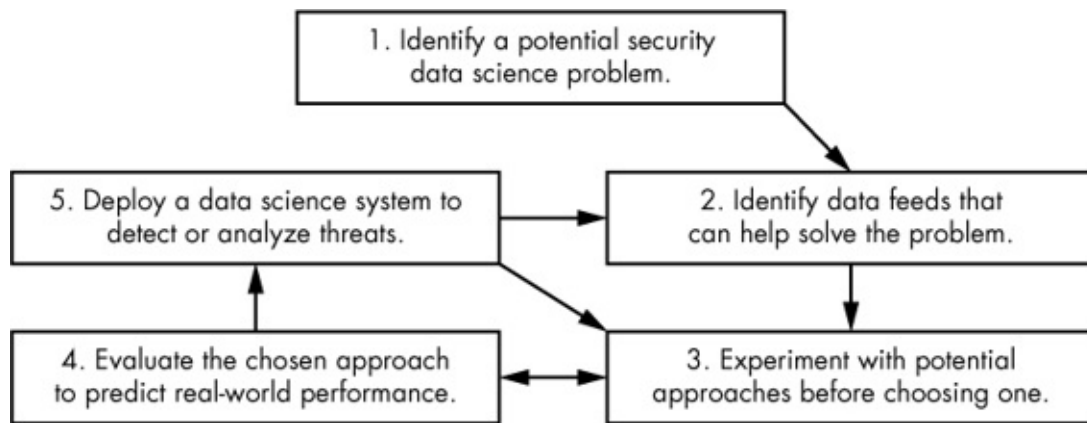 1. Identify a potential security
data science problem.
5. Deploy a data science system to
detect or analyze threats.
2. Identify data feeds that
can help solve the problem.
4. Evaluate the chosen approach
to predict real-world performance.
3. Experiment with potential
approaches before choosing one.